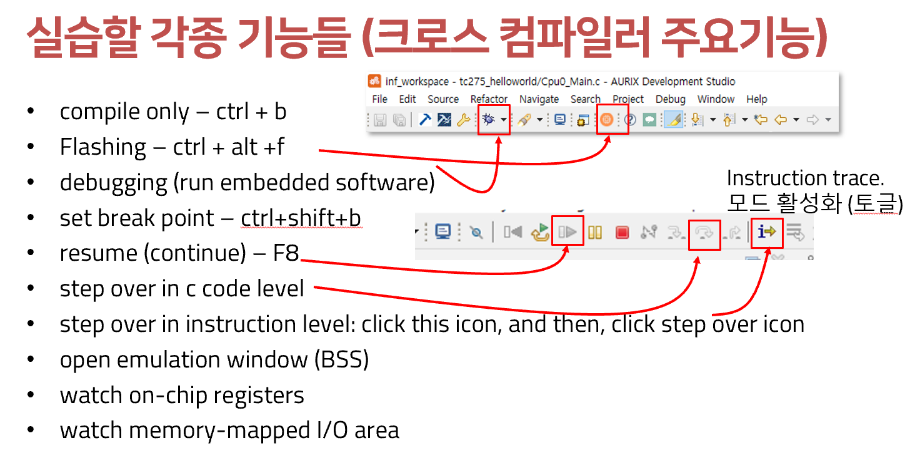 실습할 각종 기능들 (크로스 컴파일러 주요기능)
inf_workspace - tc275_helloworld/Cpu0_Main.c - AURIX Development Studio
File Edit Source Refactor Navigate Search Project Debug Window Help
• compile only – ctrl + b
• Flashing – ctrl + alt +f
• debugging (run embedded software)
Instruction trace.
모드 활성화 (토글)
• set break point – ctrl+shift+b
• resume (continue) – F8
• step over in c code level
• step over in instruction level: click this icon, and then, click step over icon
• open emulation window (BSS)
• watch on-chip registers
• watch memory-mapped I/O area